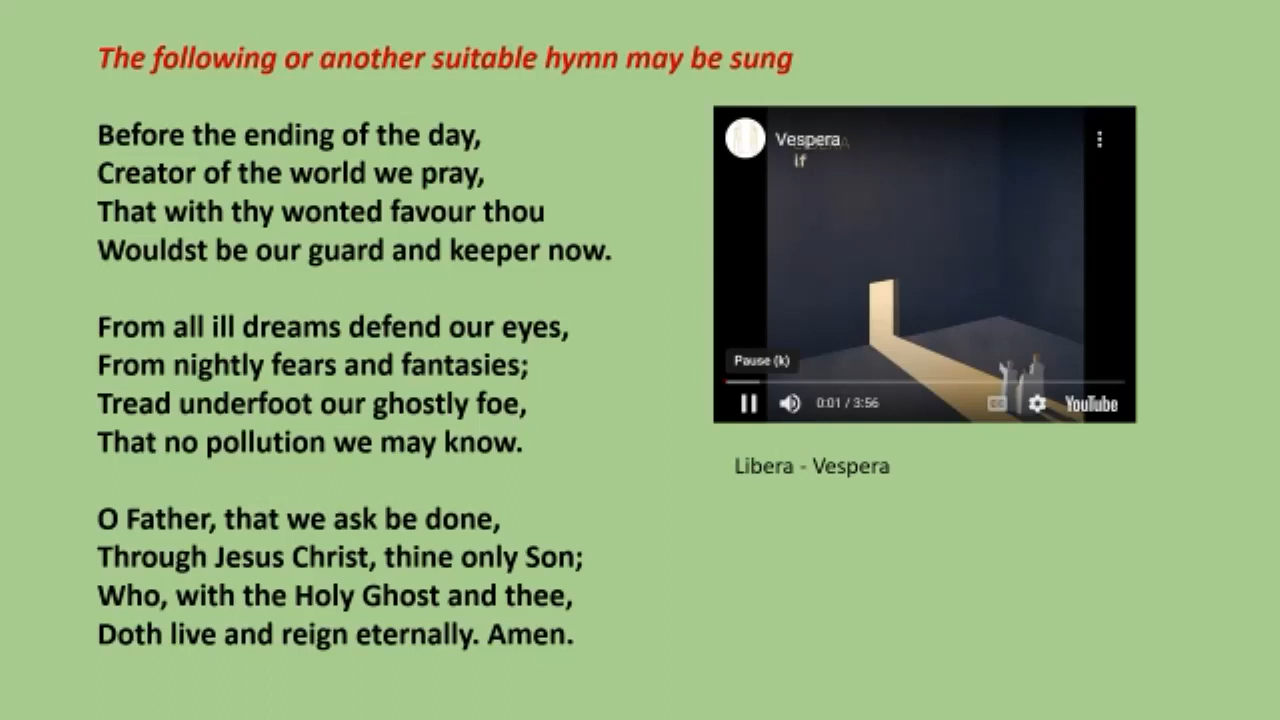 The following or another suitable hymn may be sung
Before the ending of the day,
Creator of the world we pray,
That with thy wonted favour thou
Wouldst be our guard and keeper now.
From all ill dreams defend our eyes,
From nightly fears and fantasies;
Tread underfoot our ghostly foe,
That no pollution we may know.
O Father, that we ask be done,
Through Jesus Christ, thine only Son;
Who, with the Holy Ghost and thee,
Doth live and reign eternally. Amen.
Vespera
If
Pause (k)
0:01 / 3:56
CC
YouTube
Libera - Vespera